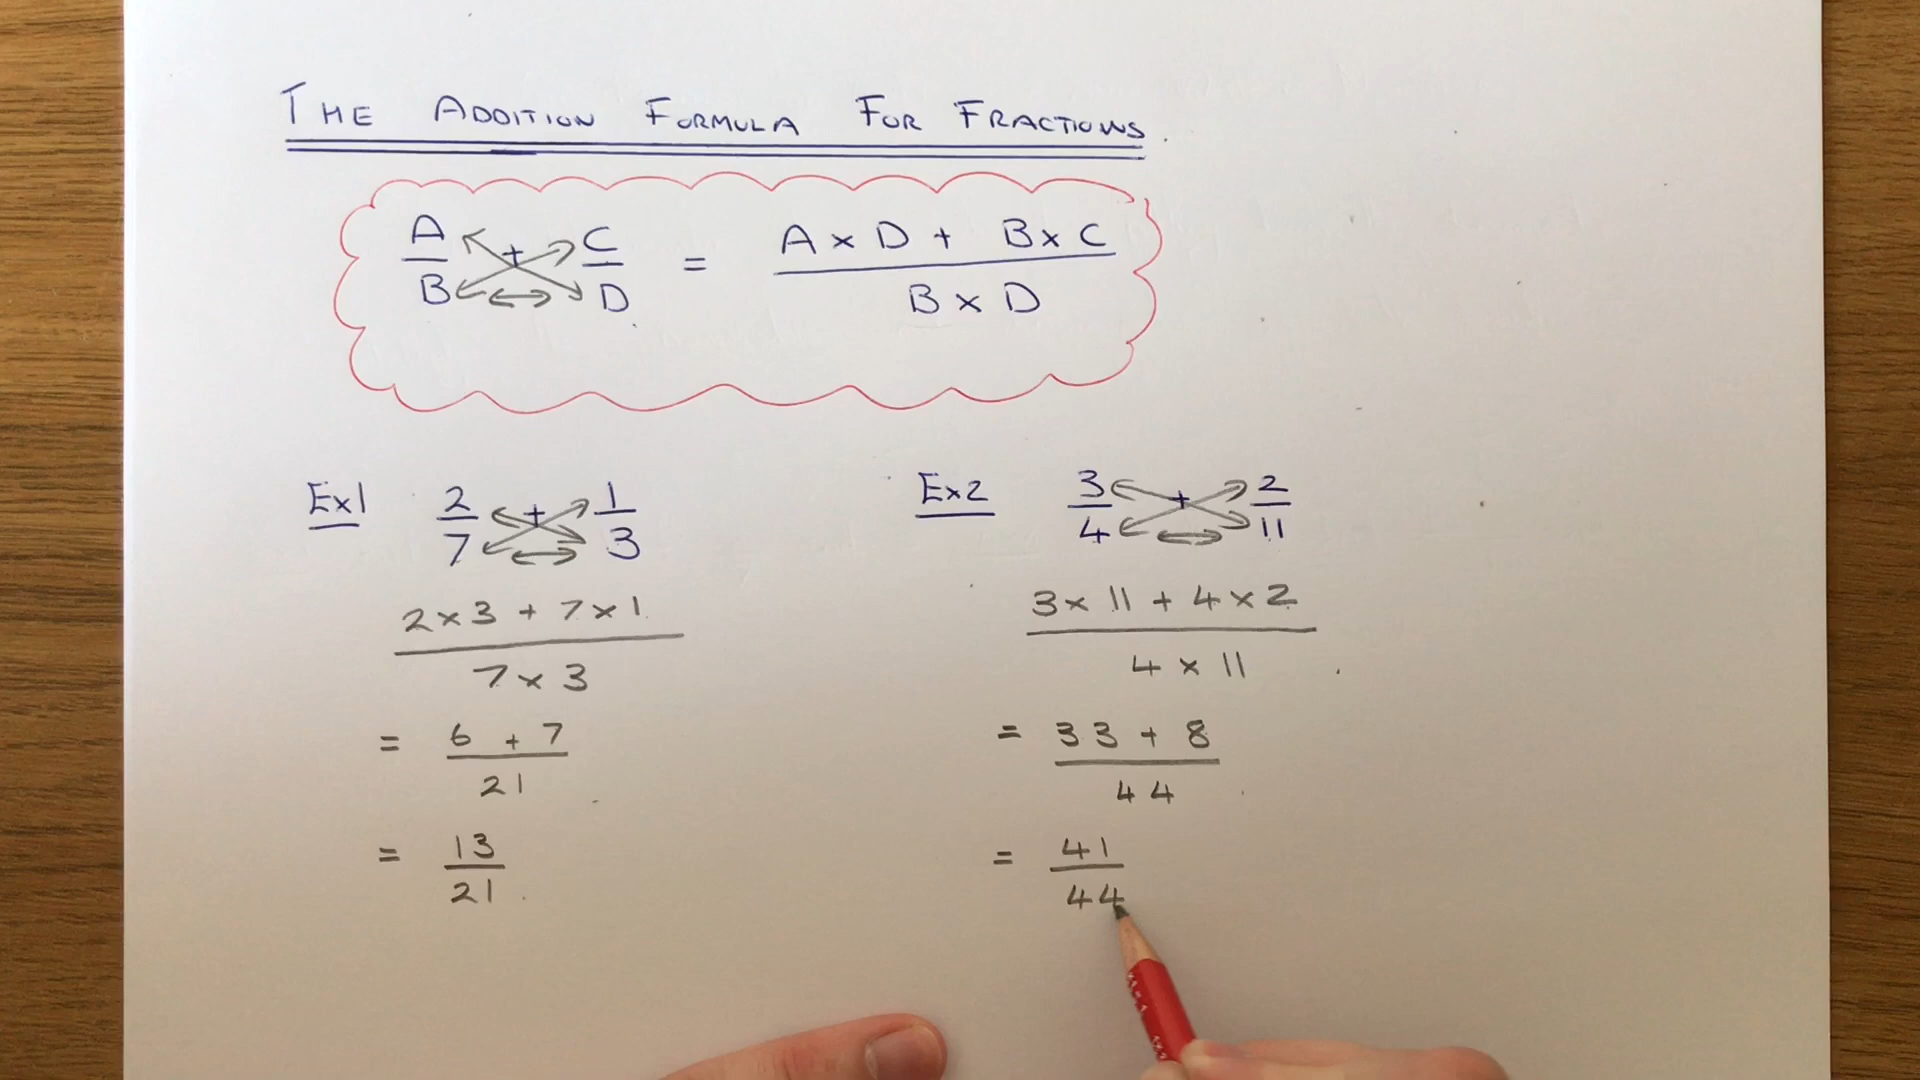 THE ADDITION FORMULA FOR FRACTIONS.
A/B + C/D = A × D + B × C / B × D
Ex1 2/7 + 1/3
2 × 3 + 7 × 1 / 7 × 3
= 6 + 7 / 21
= 13/21
Ex2 3/4 + 2/11
3 × 11 + 4 × 2 / 4 × 11
= 33 + 8 / 44
= 41/44